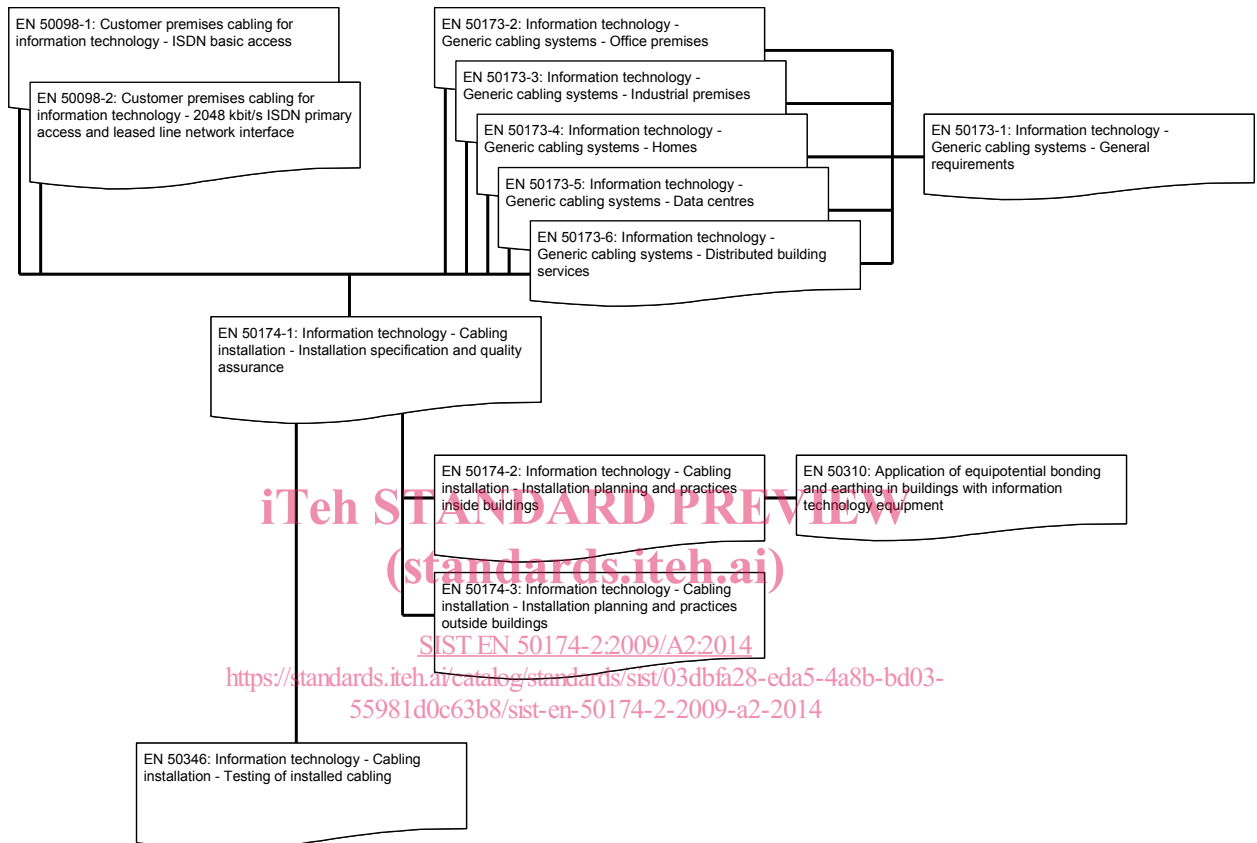 EN 50098-1: Customer premises cabling for
information technology - ISDN basic access
EN 50098-2: Customer premises cabling for
information technology - 2048 kbit/s ISDN primary
access and leased line network interface
EN 50173-2: Information technology -
Generic cabling systems - Office premises
EN 50173-3: Information technology -
Generic cabling systems - Industrial premises
EN 50173-4: Information technology -
Generic cabling systems - Homes
EN 50173-5: Information technology -
Generic cabling systems - Data centres
EN 50173-6: Information technology -
Generic cabling systems - Distributed building
services
EN 50173-1: Information technology -
Generic cabling systems - General
requirements
EN 50174-1: Information technology - Cabling
installation - Installation specification and quality
assurance
EN 50174-2: Information technology - Cabling
installation - Installation planning and practices
inside buildings
EN 50310: Application of equipotential bonding
and earthing in buildings with information
technology equipment
iTeh STANDARD PREVIEW
(standards.iteh.ai)
EN 50174-3: Information technology - Cabling
installation - Installation planning and practices
outside buildings
SIST EN 50174-2:2009/A2:2014
https://standards.iteh.ai/catalog/standards/sist/03dbfa28-eda5-4a8b-bd03-
55981d0c63b8/sist-en-50174-2-2009-a2-2014
EN 50346: Information technology - Cabling
installation - Testing of installed cabling